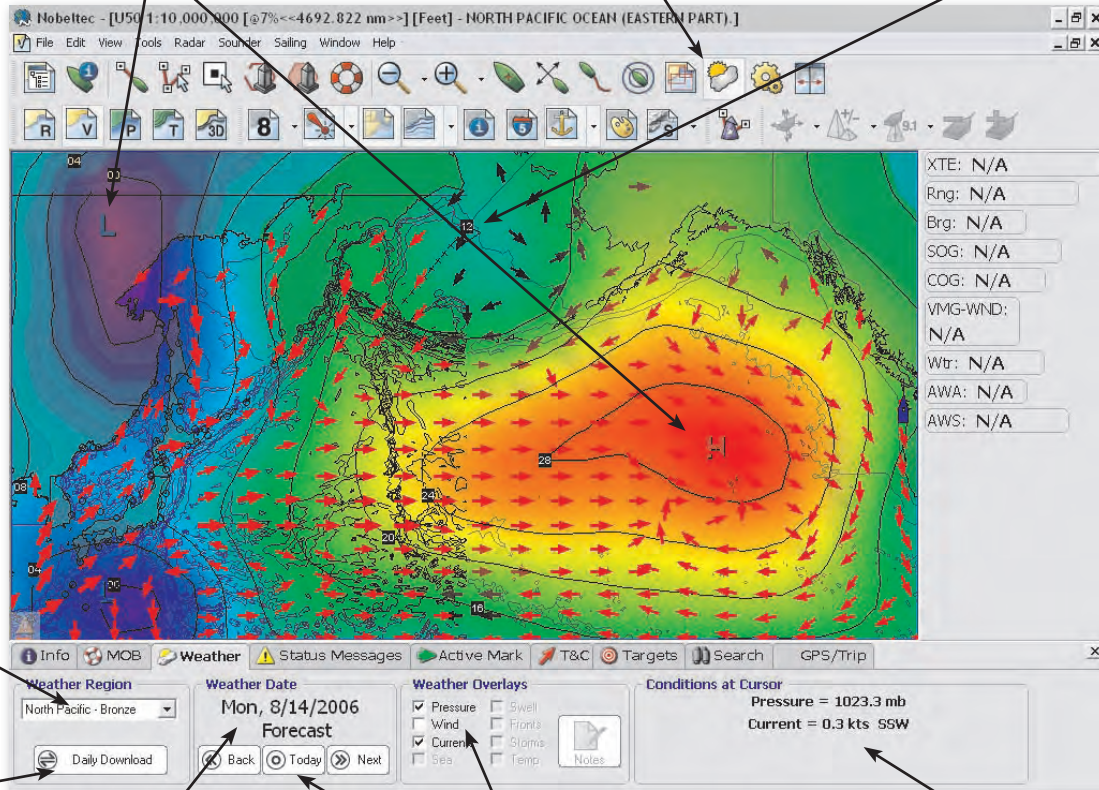 Nobeltec - [U50 1:10,000,000 [@7%<<4692.822 nm>>] [Feet] - NORTH PACIFIC OCEAN (EASTERN PART).]
File Edit View Tools Radar Sounder Sailing Window Help
9.1
R V P T 3D 8 i 5 S
04
00
L
12
XTE: N/A
Rng: N/A
Brg: N/A
SOG: N/A
COG: N/A
VMG-WND:
N/A
Wtr: N/A
AWA: N/A
AWS: N/A
H
28
08
24
20
04
16
Info MOB Weather Status Messages Active Mark T&C Targets Search GPS/Trip
Weather Region
North Pacific - Bronze
Daily Download
Weather Date
Mon, 8/14/2006
Forecast
Back Today Next
Weather Overlays
Pressure Swell
Wind Fronts
Current Storms
Sea Temp
Notes
Conditions at Cursor
Pressure = 1023.3 mb
Current = 0.3 kts SSW